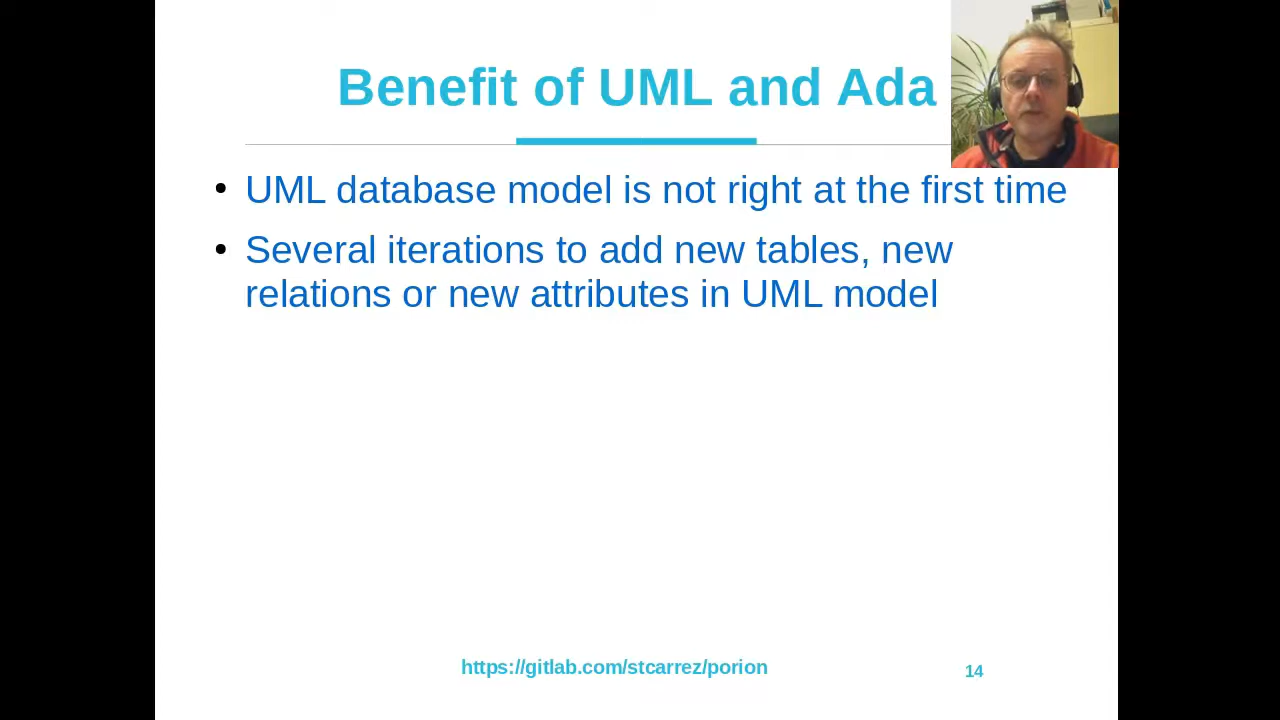 Benefit of UML and Ada
• UML database model is not right at the first time
• Several iterations to add new tables, new
relations or new attributes in UML model
https://gitlab.com/stcarrez/porion
14